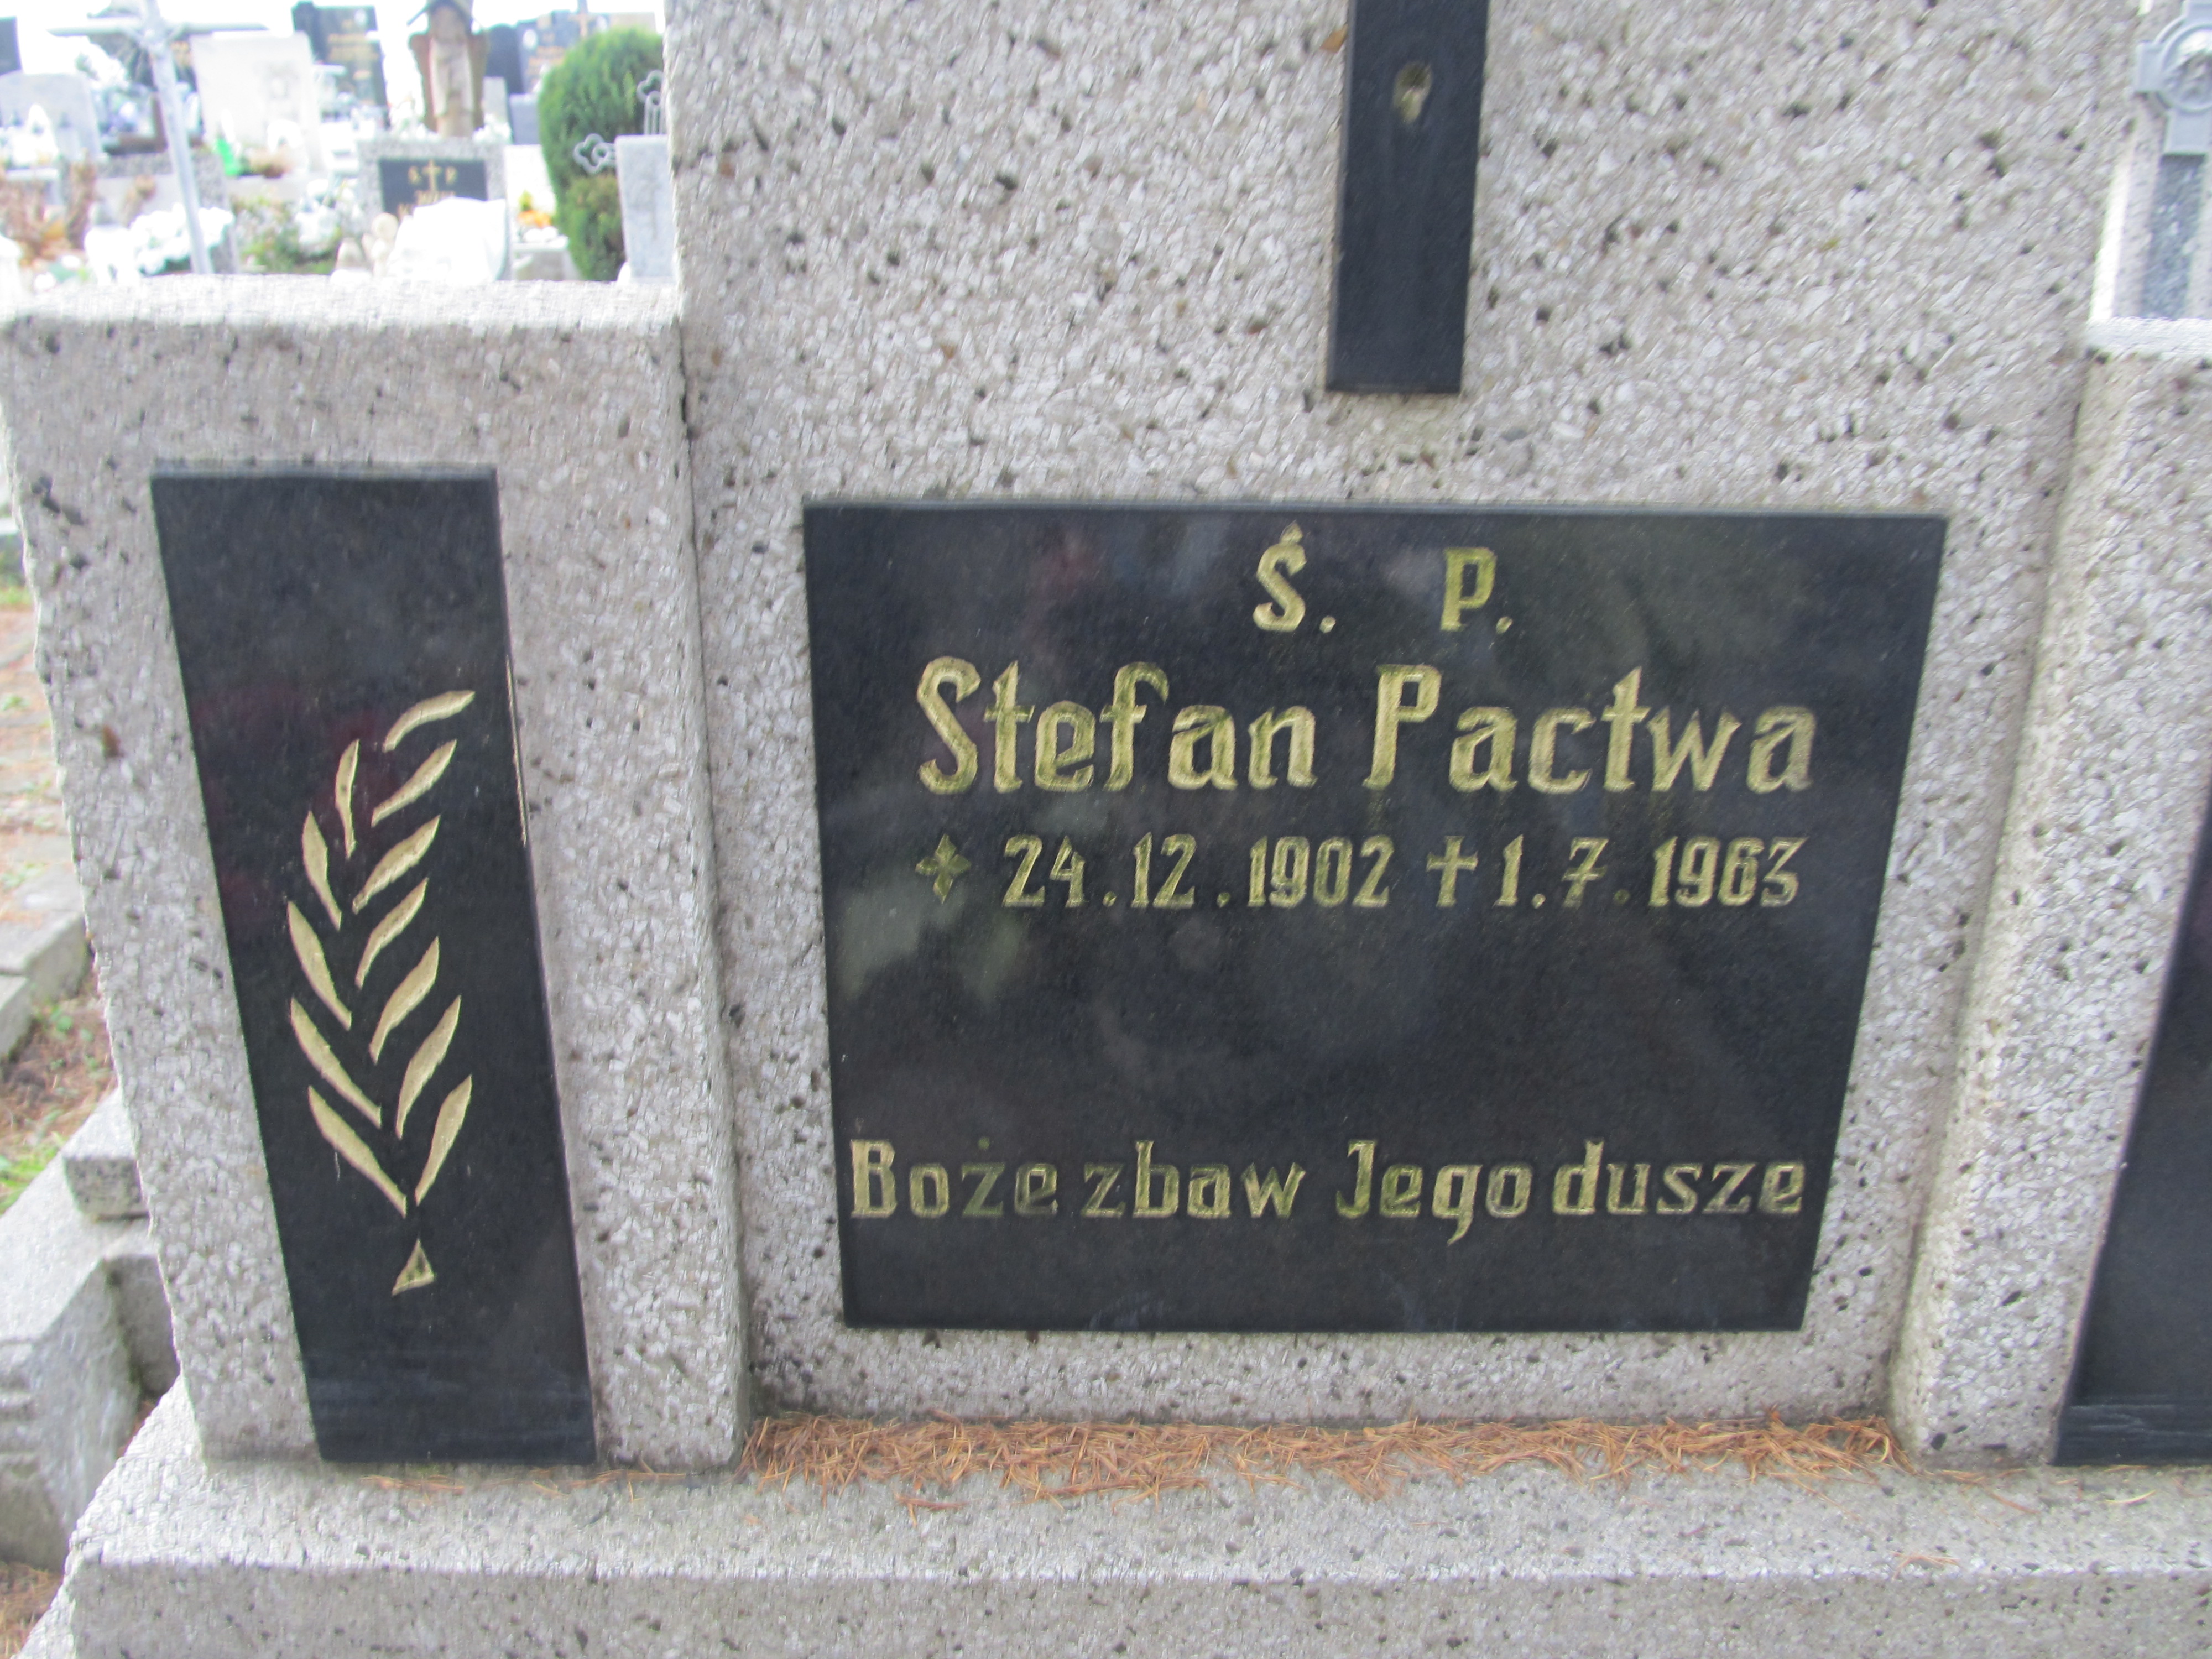 Ś. P.
Stefan Pactwa
✦ 24.12.1902 † 1.7.1963
Boże zbaw Jego dusze
S P